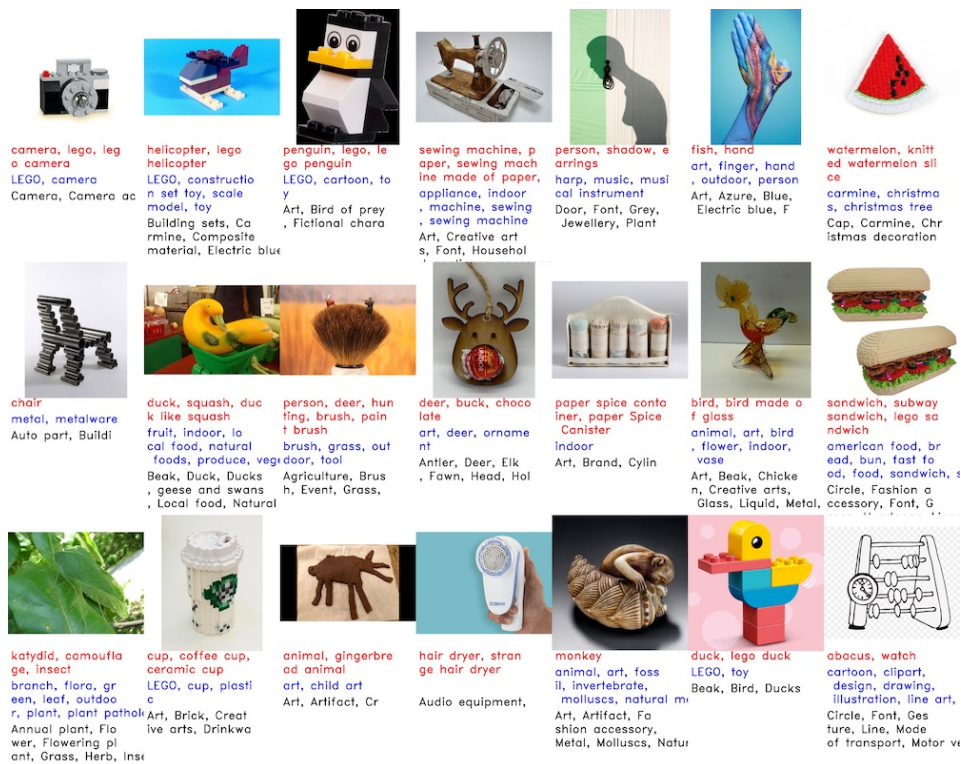 camera, lego, leg
o camera
LEGO, camera
Camera, Camera ac
helicopter, lego
helicopter
LEGO, constructio
n set toy, scale
model, toy
Building sets, Ca
rmine, Composite
material, Electric blue
penguin, lego, le
go penguin
LEGO, cartoon, to
y
Art, Bird of prey
, Fictional chara
sewing machine, p
aper, sewing mach
ine made of paper,
appliance, indoor
, machine, sewing
, sewing machine
Art, Creative art
s, Font, Househol
person, shadow, e
arrings
harp, music, musi
cal instrument
Door, Font, Grey,
Jewellery, Plant
fish, hand
art, finger, hand
, outdoor, person
Art, Azure, Blue,
Electric blue, F
watermelon, knitt
ed watermelon sli
ce
carmine, christma
s, christmas tree
Cap, Carmine, Chr
istmas decoration
chair
metal, metalware
Auto part, Buildi
duck, squash, duc
k like squash
fruit, indoor, lo
cal food, natural
foods, produce, vege
Beak, Duck, Ducks
, geese and swans
, Local food, Natural
person, deer, hun
ting, brush, pain
t brush
brush, grass, out
door, tool
Agriculture, Brus
h, Event, Grass,
deer, buck, choco
late
art, deer, orname
nt
Antler, Deer, Elk
, Fawn, Head, Hol
paper spice conta
iner, paper Spice
Canister
indoor
Art, Brand, Cylin
bird, bird made o
f glass
animal, art, bird
, flower, indoor,
vase
Art, Beak, Chicke
n, Creative arts,
Glass, Liquid, Metal,
sandwich, subway
sandwich, lego sa
ndwich
american food, br
ead, bun, fast fo
od, food, sandwich, s
Circle, Fashion a
ccessory, Font, G
katydid, camoufla
ge, insect
branch, flora, gr
een, leaf, outdoo
r, plant, plant pathol
Annual plant, Flo
wer, Flowering pl
ant, Grass, Herb, Inse
cup, coffee cup,
ceramic cup
LEGO, cup, plasti
c
Art, Brick, Creat
ive arts, Drinkwa
animal, gingerbre
ad animal
art, child art
Art, Artifact, Cr
CONAIR
hair dryer, stran
ge hair dryer
Audio equipment,
monkey
animal, art, foss
il, invertebrate,
molluscs, natural m
Art, Artifact, Fa
shion accessory,
Metal, Molluscs, Natur
duck, lego duck
LEGO, toy
Beak, Bird, Ducks
abacus, watch
cartoon, clipart,
design, drawing,
illustration, line art,
Circle, Font, Ges
ture, Line, Mode
of transport, Motor ve